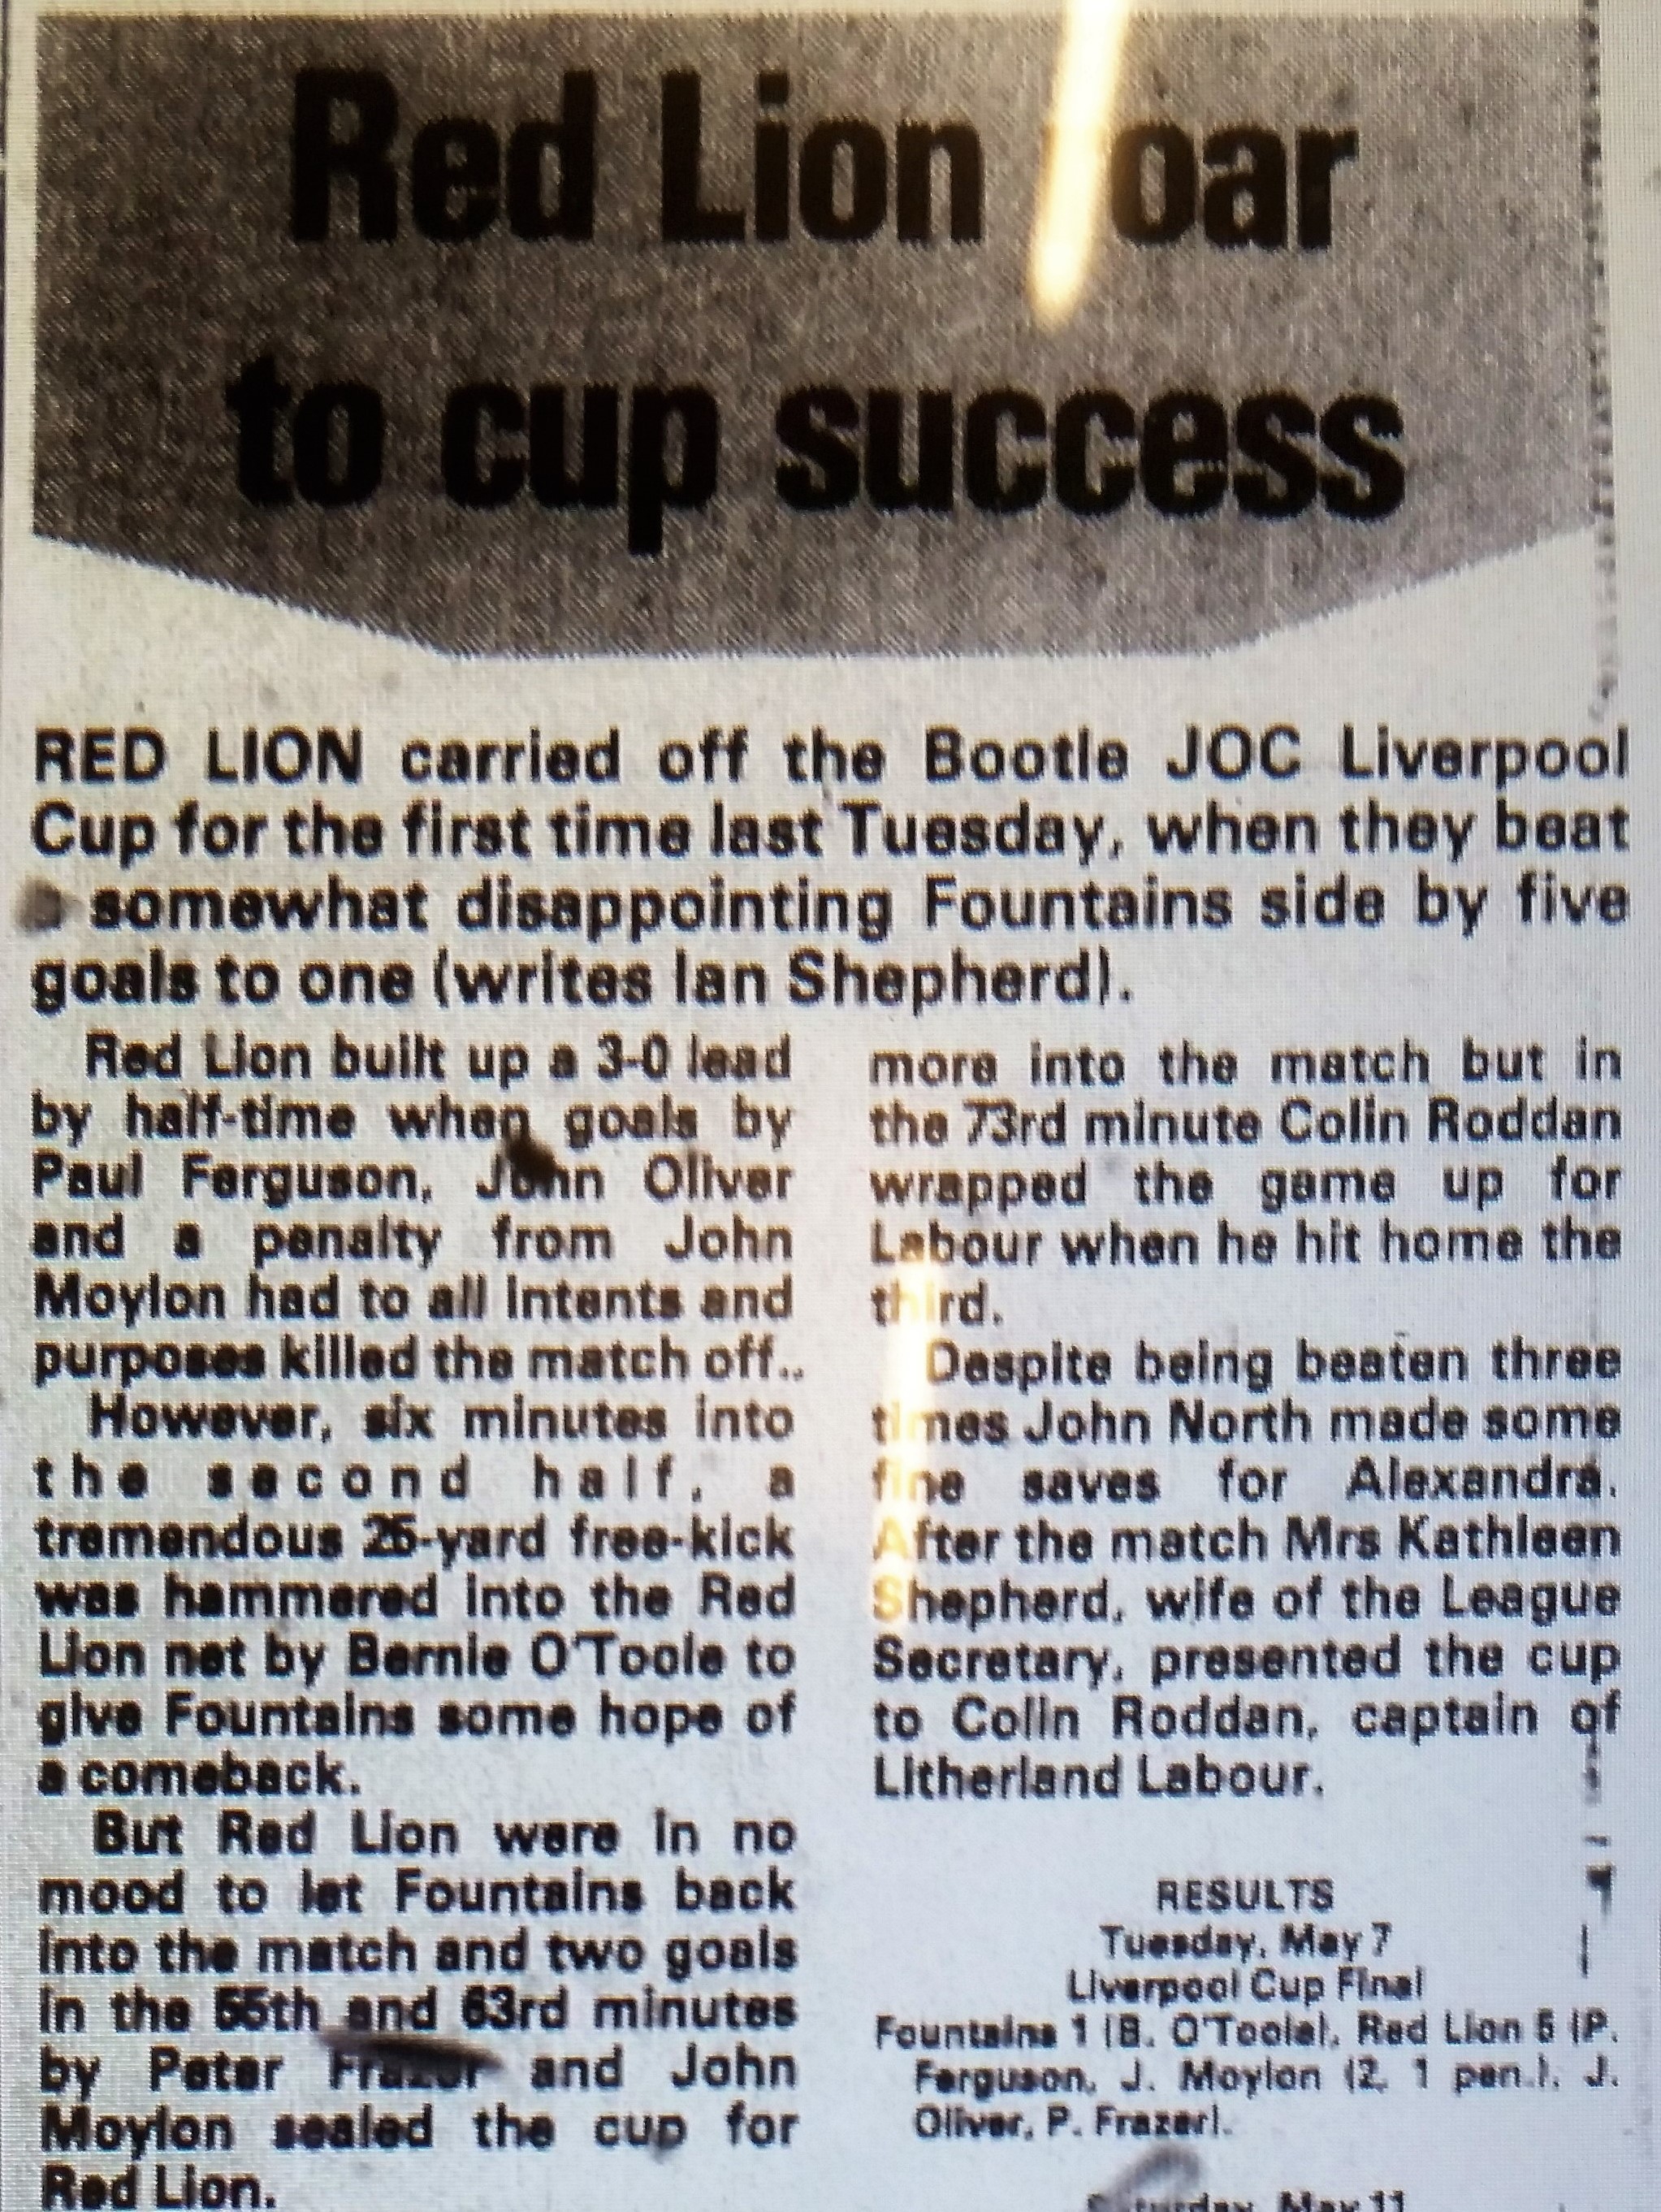 Red Lion oar
to cup success
RED LION carried off the Bootle JOC Liverpool
Cup for the first time last Tuesday, when they beat
a somewhat disappointing Fountains side by five
goals to one (writes Ian Shepherd).
Red Lion built up a 3-0 lead
by half-time when goals by
Paul Ferguson, John Oliver
and a penalty from John
Moylon had to all intents and
purposes killed the match off..
However, six minutes into
the second half, a
tremendous 25-yard free-kick
was hammered into the Red
Lion net by Bernie O'Toole to
give Fountains some hope of
a comeback.
But Red Lion were in no
mood to let Fountains back
into the match and two goals
in the 55th and 63rd minutes
by Peter Frazer and John
Moylon sealed the cup for
Red Lion.
more into the match but in
the 73rd minute Colin Roddan
wrapped the game up for
Labour when he hit home the
third.
Despite being beaten three
times John North made some
fine saves for Alexandra.
After the match Mrs Kathleen
Shepherd, wife of the League
Secretary, presented the cup
to Colin Roddan, captain of
Litherland Labour.
RESULTS
Tuesday, May 7
Liverpool Cup Final
Fountains 1 (B. O'Toole), Red Lion 5 (P.
Ferguson, J. Moylon (2, 1 pen.), J.
Oliver, P. Frazer).
Saturday, May 11